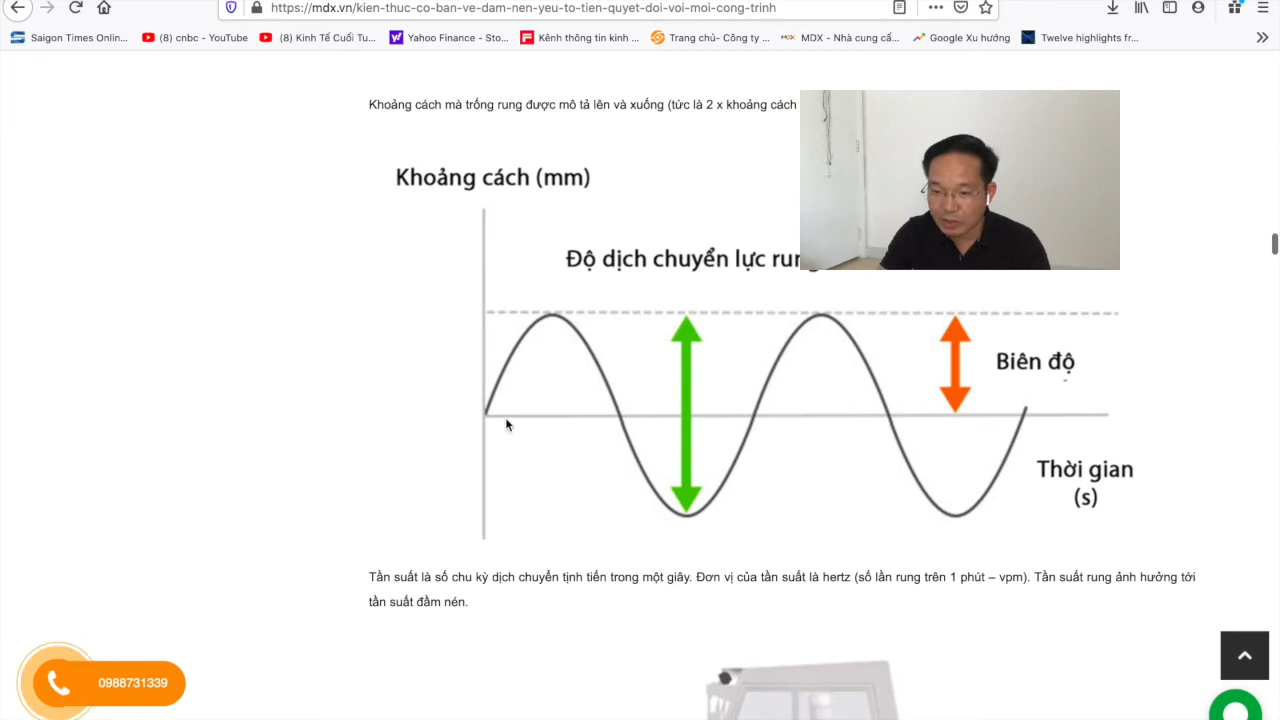 https://mdx.vn/kien-thuc-co-ban-ve-dam-nen-yeu-to-tien-quyet-doi-voi-moi-cong-trinh
Saigon Times Onlin... (8) cnbc - YouTube (8) Kinh Tế Cuối Tu... Yahoo Finance - Sto... Kênh thông tin kinh ... Trang chủ- Công ty ... MDX - Nhà cung cấ... Google Xu hướng Twelve highlights fr...
Khoảng cách mà trống rung được mô tả lên và xuống (tức là 2 x khoảng cách
Khoảng cách (mm)
Độ dịch chuyển lực rung
Biên độ
Thời gian
(s)
Tần suất là số chu kỳ dịch chuyển tịnh tiến trong một giây. Đơn vị của tần suất là hertz (số lần rung trên 1 phút – vpm). Tần suất rung ảnh hưởng tới
tần suất đầm nén.
0988731339